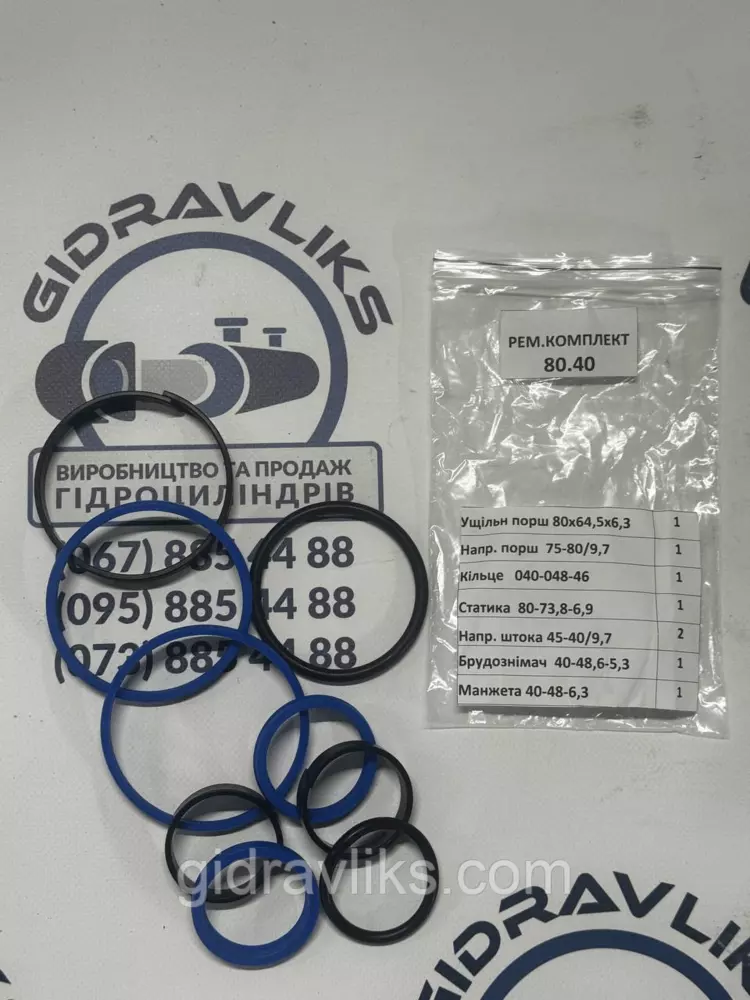 GIDRAVLIKS
ВИРОБНИЦТВО ТА ПРОДАЖ
ГІДРОЦИЛІНДРІВ
(067) 885 44 88
(095) 885 44 88
(073) 885 44 88
РЕМ.КОМПЛЕКТ
80.40
Ущільн порш 80х64,5х6,3 1
Напр. порш 75-80/9,7 1
Кільце 040-048-46 1
Статика 80-73,8-6,9 1
Напр. штока 45-40/9,7 2
Брудознімач 40-48,6-5,3 1
Манжета 40-48-6,3 1
gidravliks.com
GIDRAVLIKS